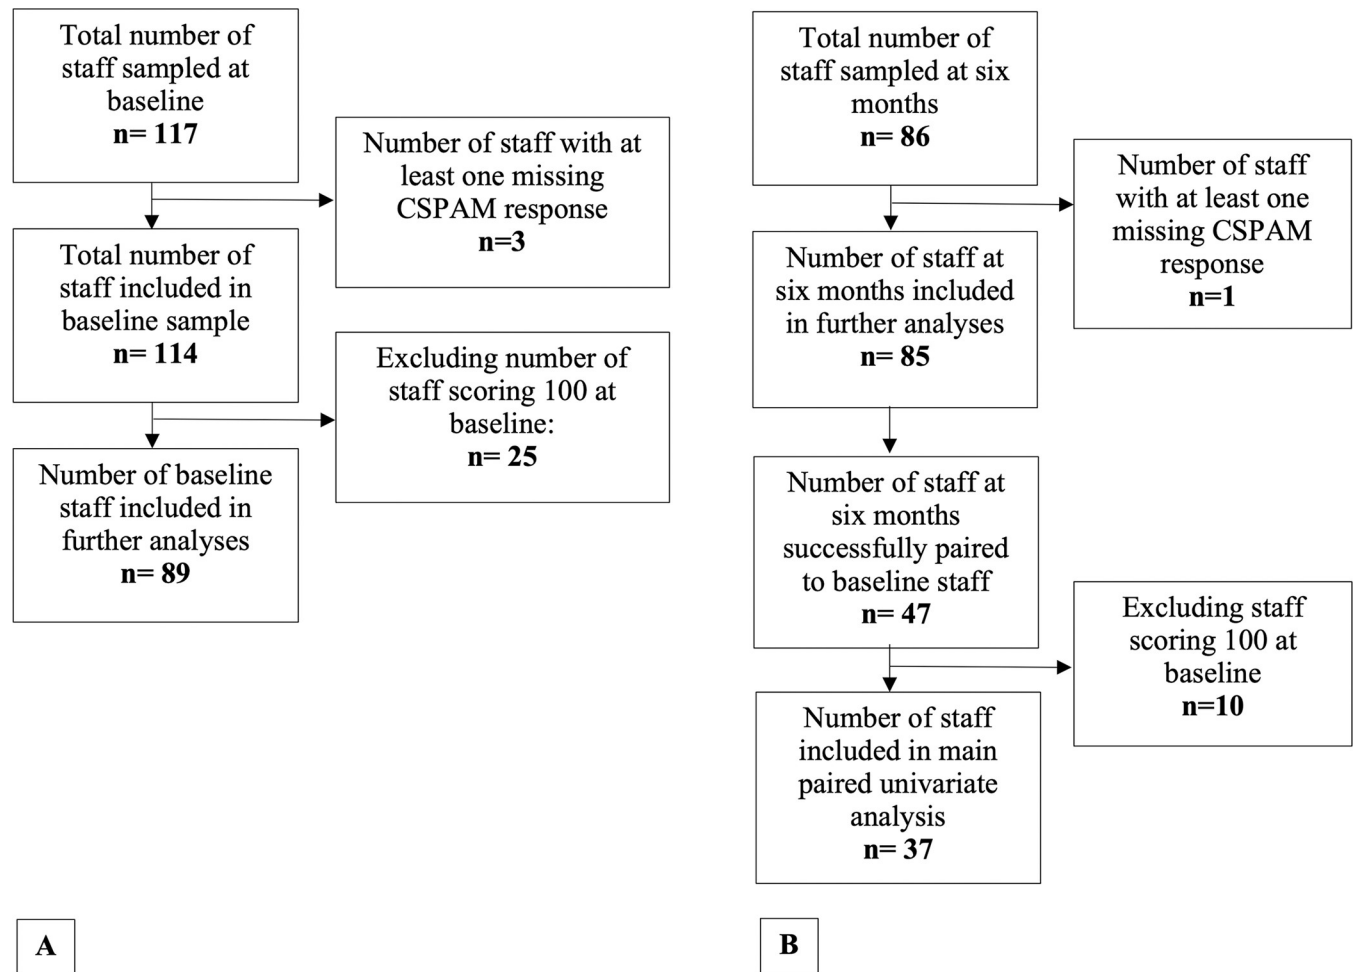 Total number of
staff sampled at
baseline
n= 117
Number of staff with at
least one missing
CSPAM response
n=3
Total number of
staff included in
baseline sample
n= 114
Excluding number of
staff scoring 100 at
baseline:
n= 25
Number of baseline
staff included in
further analyses
n= 89
A
Total number of
staff sampled at six
months
n= 86
Number of staff
with at least one
missing CSPAM
response
n=1
Number of staff at
six months included
in further analyses
n= 85
Number of staff at
six months
successfully paired
to baseline staff
n= 47
Excluding staff
scoring 100 at
baseline
n=10
Number of staff
included in main
paired univariate
analysis
n= 37
B